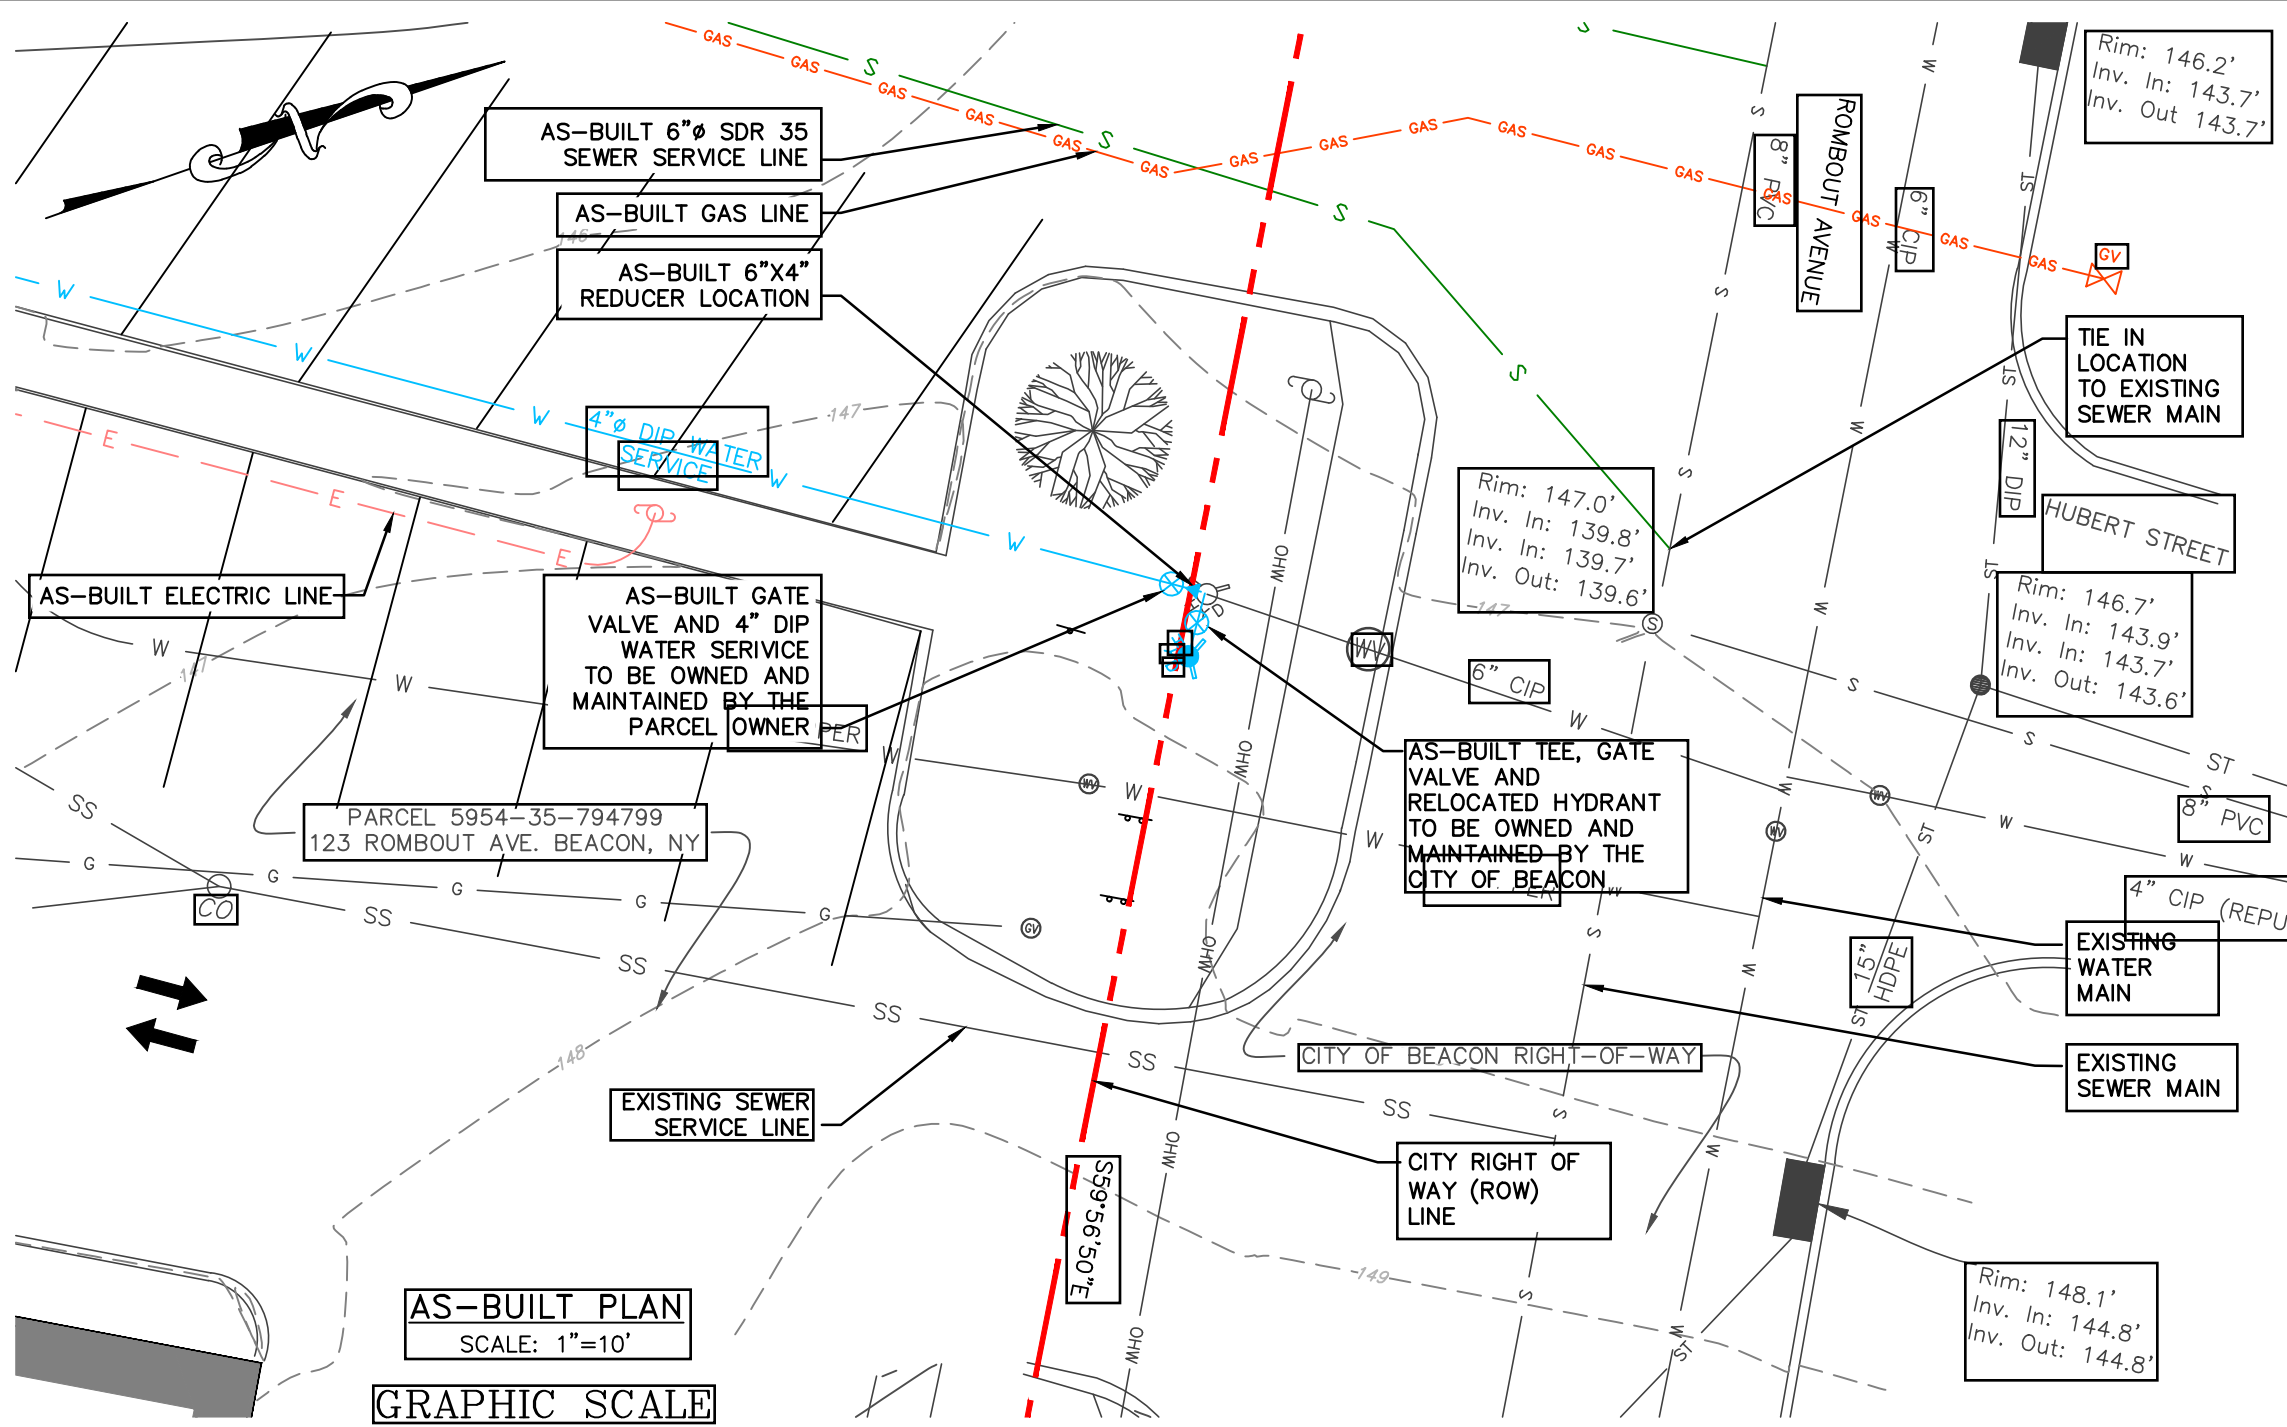 AS-BUILT 6"ø SDR 35
SEWER SERVICE LINE
AS-BUILT GAS LINE
AS-BUILT 6"X4"
REDUCER LOCATION
Rim: 146.2'
Inv. In: 143.7'
Inv. Out 143.7'
ROMBOUT AVENUE
8" PVC
6" CIP
GV
TIE IN
LOCATION
TO EXISTING
SEWER MAIN
12" DIP
HUBERT STREET
4"ø DIP WATER
SERVICE
Rim: 147.0'
Inv. In: 139.8'
Inv. In: 139.7'
Inv. Out: 139.6'
Rim: 146.7'
Inv. In: 143.9'
Inv. In: 143.7'
Inv. Out: 143.6'
AS-BUILT ELECTRIC LINE
AS-BUILT GATE
VALVE AND 4" DIP
WATER SERIVICE
TO BE OWNED AND
MAINTAINED BY THE
PARCEL OWNER
WV
6" CIP
AS-BUILT TEE, GATE
VALVE AND
RELOCATED HYDRANT
TO BE OWNED AND
MAINTAINED BY THE
CITY OF BEACON
PARCEL 5954-35-794799
123 ROMBOUT AVE. BEACON, NY
CO
GV
8" PVC
4" CIP (REPU
15"
HDPE
EXISTING
WATER
MAIN
EXISTING
SEWER MAIN
CITY OF BEACON RIGHT-OF-WAY
EXISTING SEWER
SERVICE LINE
CITY RIGHT OF
WAY (ROW)
LINE
S59°56'50"E
146
147
147
147
148
149
Rim: 148.1'
Inv. In: 144.8'
Inv. Out: 144.8'
AS-BUILT PLAN
SCALE: 1"=10'
GRAPHIC SCALE